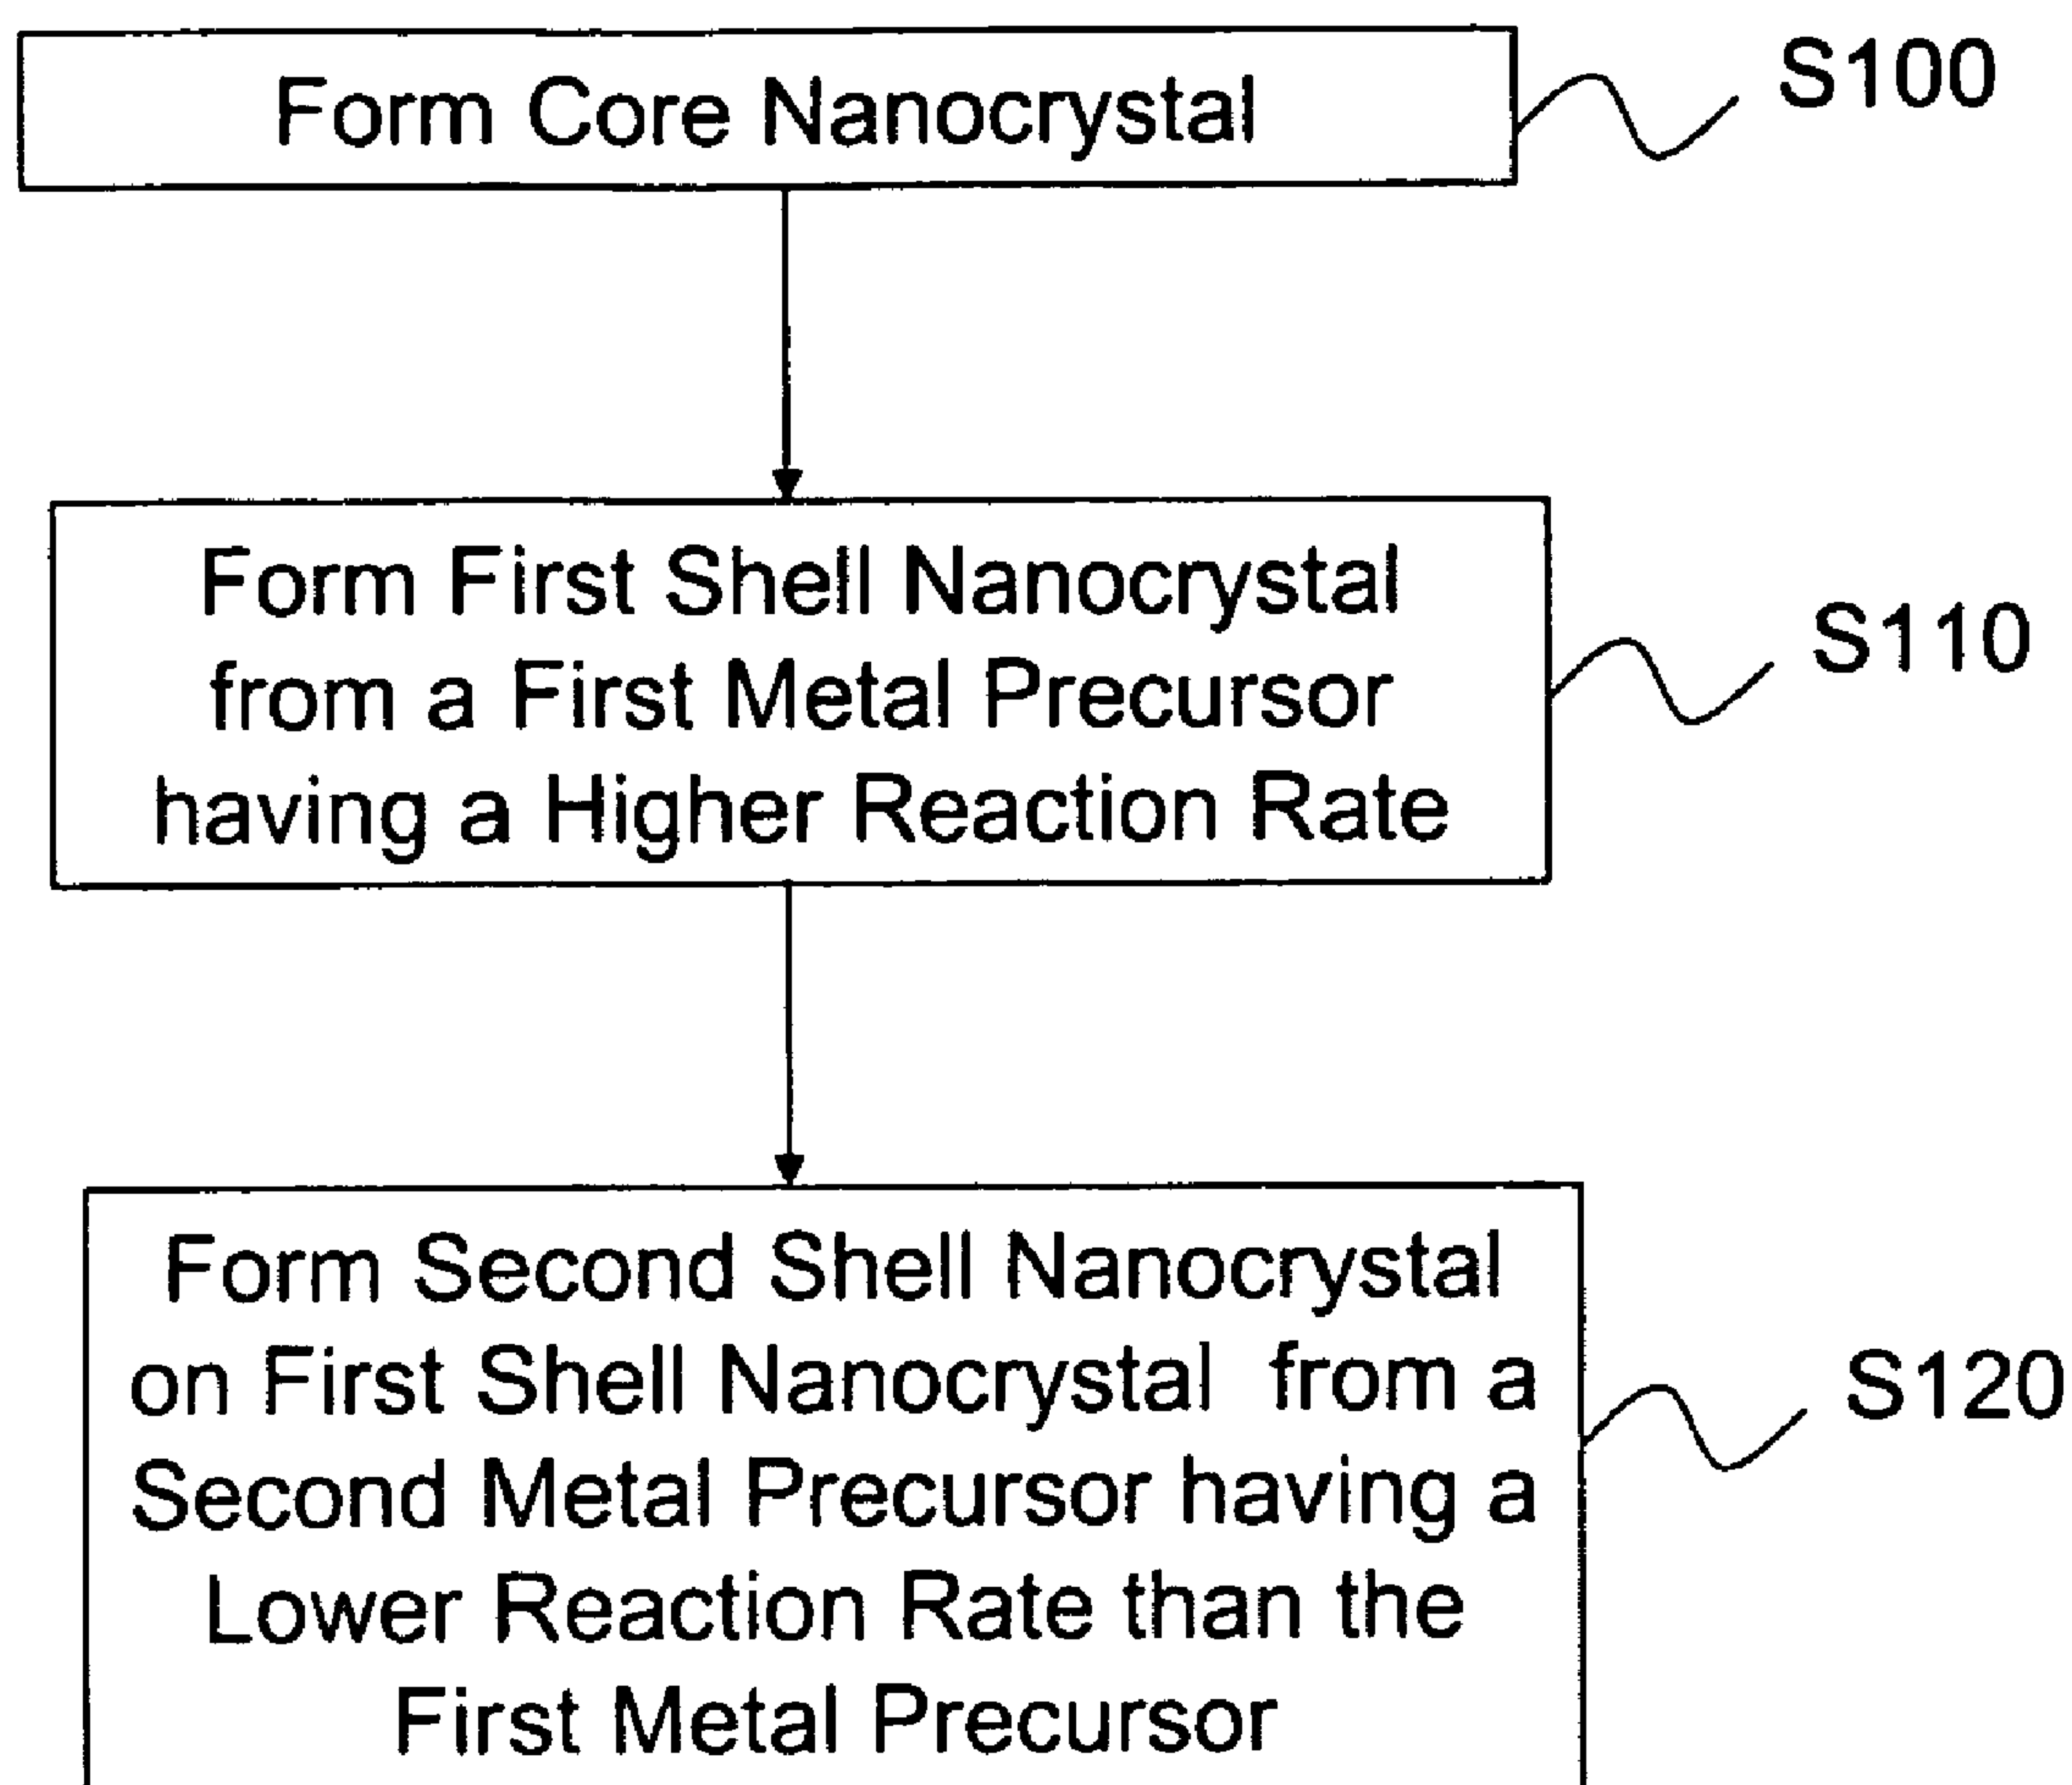 Form Core Nanocrystal
S100
Form First Shell Nanocrystal
from a First Metal Precursor
having a Higher Reaction Rate
S110
Form Second Shell Nanocrystal
on First Shell Nanocrystal from a
Second Metal Precursor having a
Lower Reaction Rate than the
First Metal Precursor
S120